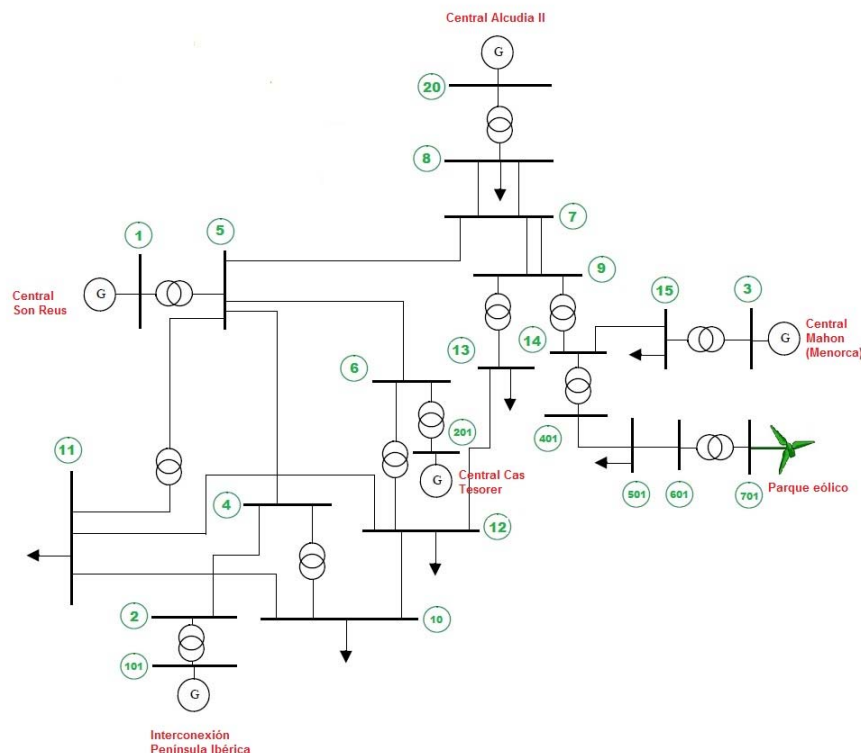 Central Alcudia II
G
20
8
7
1
5
9
G
Central
Son Reus
15
3
G
Central
Mahon
(Menorca)
13
14
6
11
201
401
G
Central Cas
Tesorer
4
12
501
601
701
Parque eólico
2
10
101
G
Interconexión
Península Ibérica